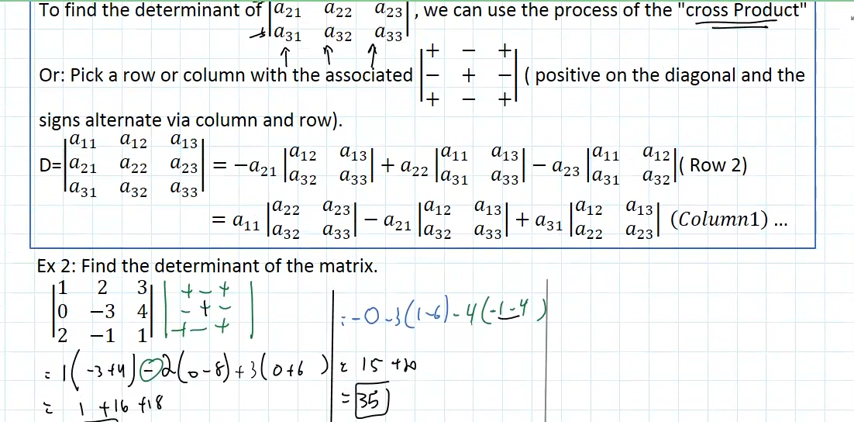 To find the determinant of |a21 a22 a23|, we can use the process of the "cross Product"
|a31 a32 a33|
|+ − +|
Or: Pick a row or column with the associated |− + −| ( positive on the diagonal and the
|+ − +|
signs alternate via column and row).
|a11 a12 a13|
D=|a21 a22 a23| = −a21 |a12 a13| + a22 |a11 a13| − a23 |a11 a12| ( Row 2)
|a31 a32 a33| |a32 a33| |a31 a33| |a31 a32|
= a11 |a22 a23| − a21 |a12 a13| + a31 |a12 a13| (Column1) ...
|a32 a33| |a32 a33| |a22 a23|
Ex 2: Find the determinant of the matrix.
|1 2 3| |+ − +|
|0 −3 4| |− + −|
|2 −1 1| |+ − +|
= 1(-3+4) − 2(0-8) + 3(0+6)
= 1 +16 +18
= -0 -3(1-6) - 4(-1-4)
= 15 +20
= 35